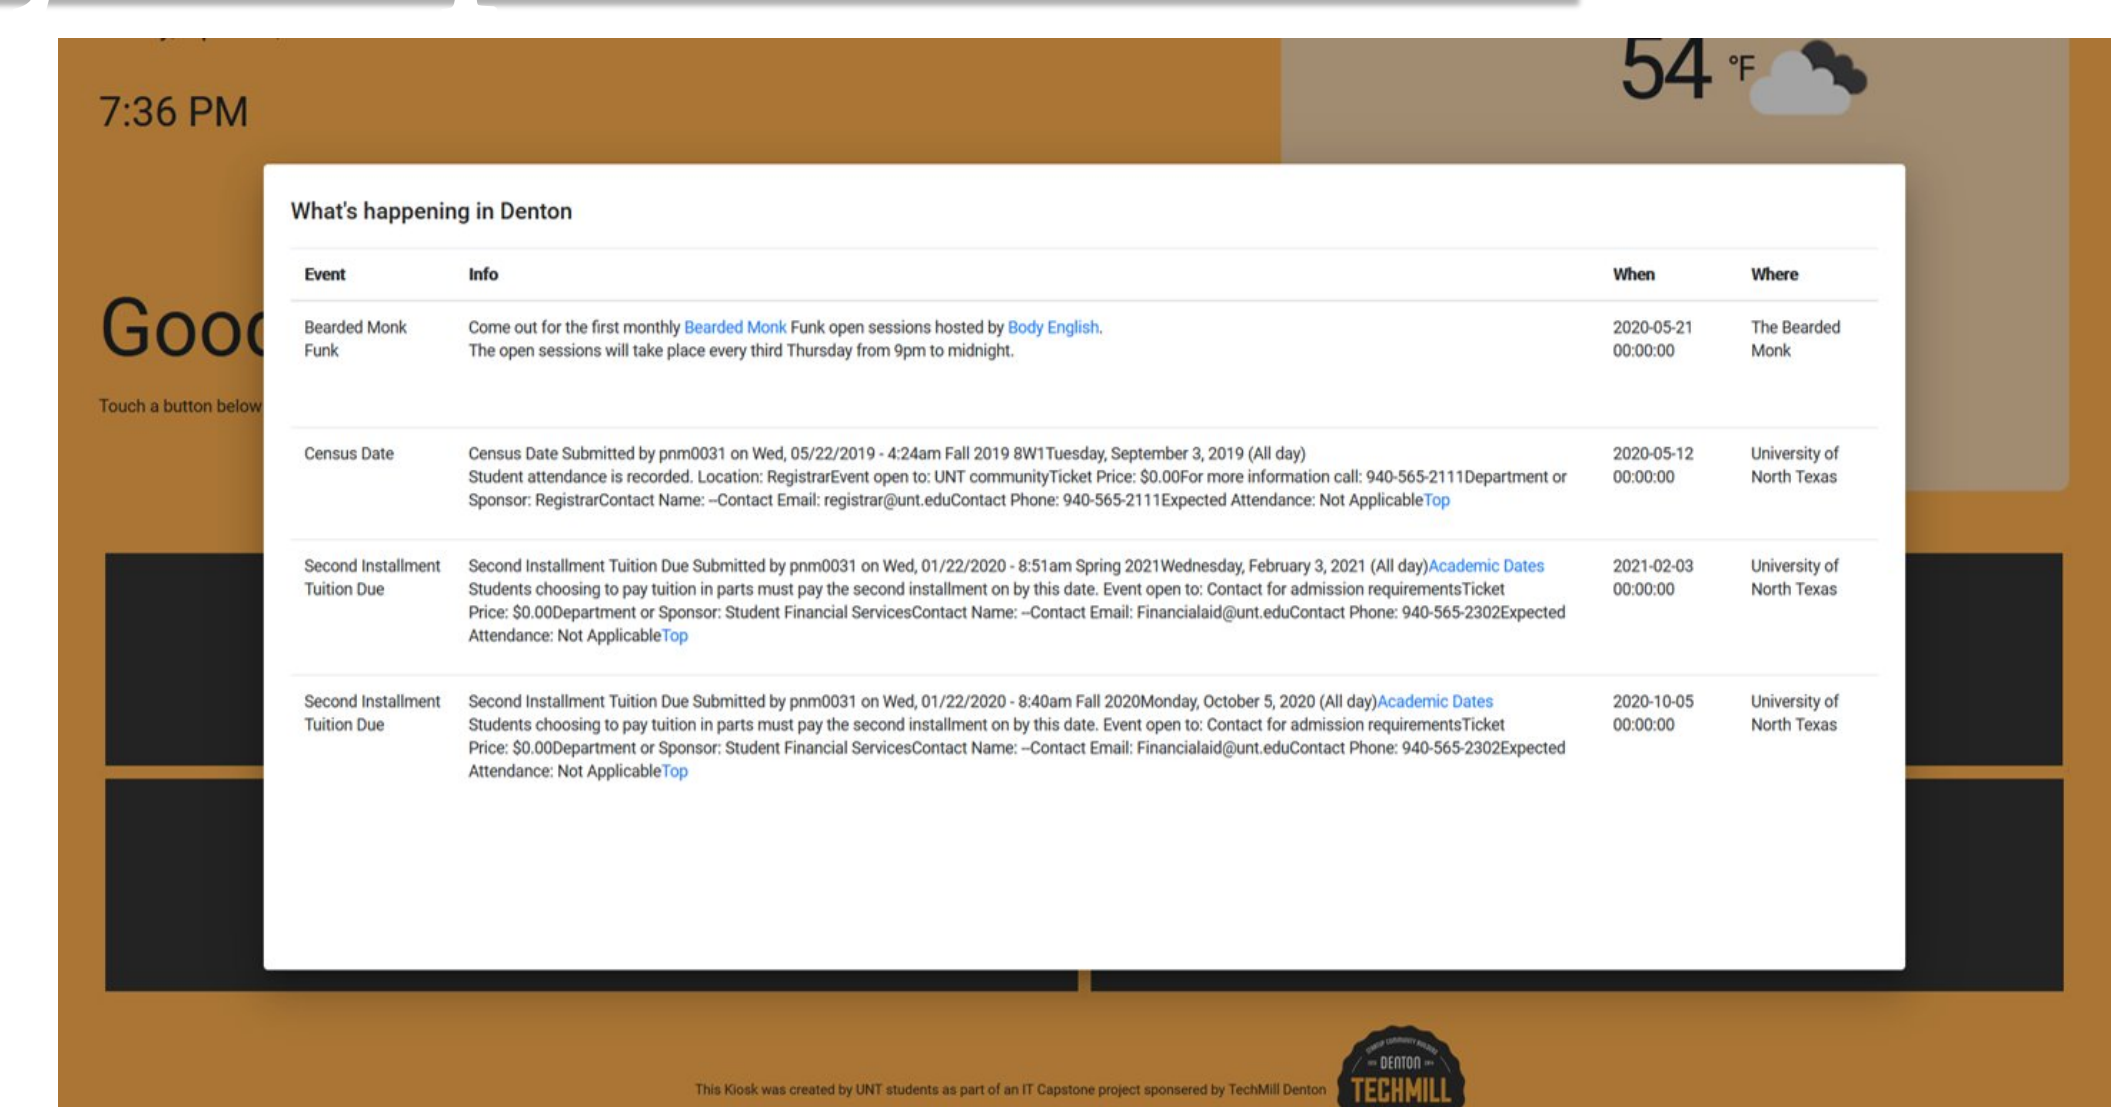 54 °F
7:36 PM
What's happening in Denton
Event Info When Where
Bearded Monk Funk
Come out for the first monthly Bearded Monk Funk open sessions hosted by Body English.
The open sessions will take place every third Thursday from 9pm to midnight.
2020-05-21
00:00:00
The Bearded
Monk
Touch a button below
Census Date
Census Date Submitted by pnm0031 on Wed, 05/22/2019 - 4:24am Fall 2019 8W1Tuesday, September 3, 2019 (All day)
Student attendance is recorded. Location: RegistrarEvent open to: UNT communityTicket Price: $0.00For more information call: 940-565-2111Department or
Sponsor: RegistrarContact Name: --Contact Email: registrar@unt.eduContact Phone: 940-565-2111Expected Attendance: Not ApplicableTop
2020-05-12
00:00:00
University of
North Texas
Second Installment
Tuition Due
Second Installment Tuition Due Submitted by pnm0031 on Wed, 01/22/2020 - 8:51am Spring 2021Wednesday, February 3, 2021 (All day)Academic Dates
Students choosing to pay tuition in parts must pay the second installment on by this date. Event open to: Contact for admission requirementsTicket
Price: $0.00Department or Sponsor: Student Financial ServicesContact Name: --Contact Email: Financialaid@unt.eduContact Phone: 940-565-2302Expected
Attendance: Not ApplicableTop
2021-02-03
00:00:00
University of
North Texas
Second Installment
Tuition Due
Second Installment Tuition Due Submitted by pnm0031 on Wed, 01/22/2020 - 8:40am Fall 2020Monday, October 5, 2020 (All day)Academic Dates
Students choosing to pay tuition in parts must pay the second installment on by this date. Event open to: Contact for admission requirementsTicket
Price: $0.00Department or Sponsor: Student Financial ServicesContact Name: --Contact Email: Financialaid@unt.eduContact Phone: 940-565-2302Expected
Attendance: Not ApplicableTop
2020-10-05
00:00:00
University of
North Texas
This Kiosk was created by UNT students as part of an IT Capstone project sponsered by TechMill Denton
STARTUP COMMUNITY BUILDING
DENTON
TECHMILL